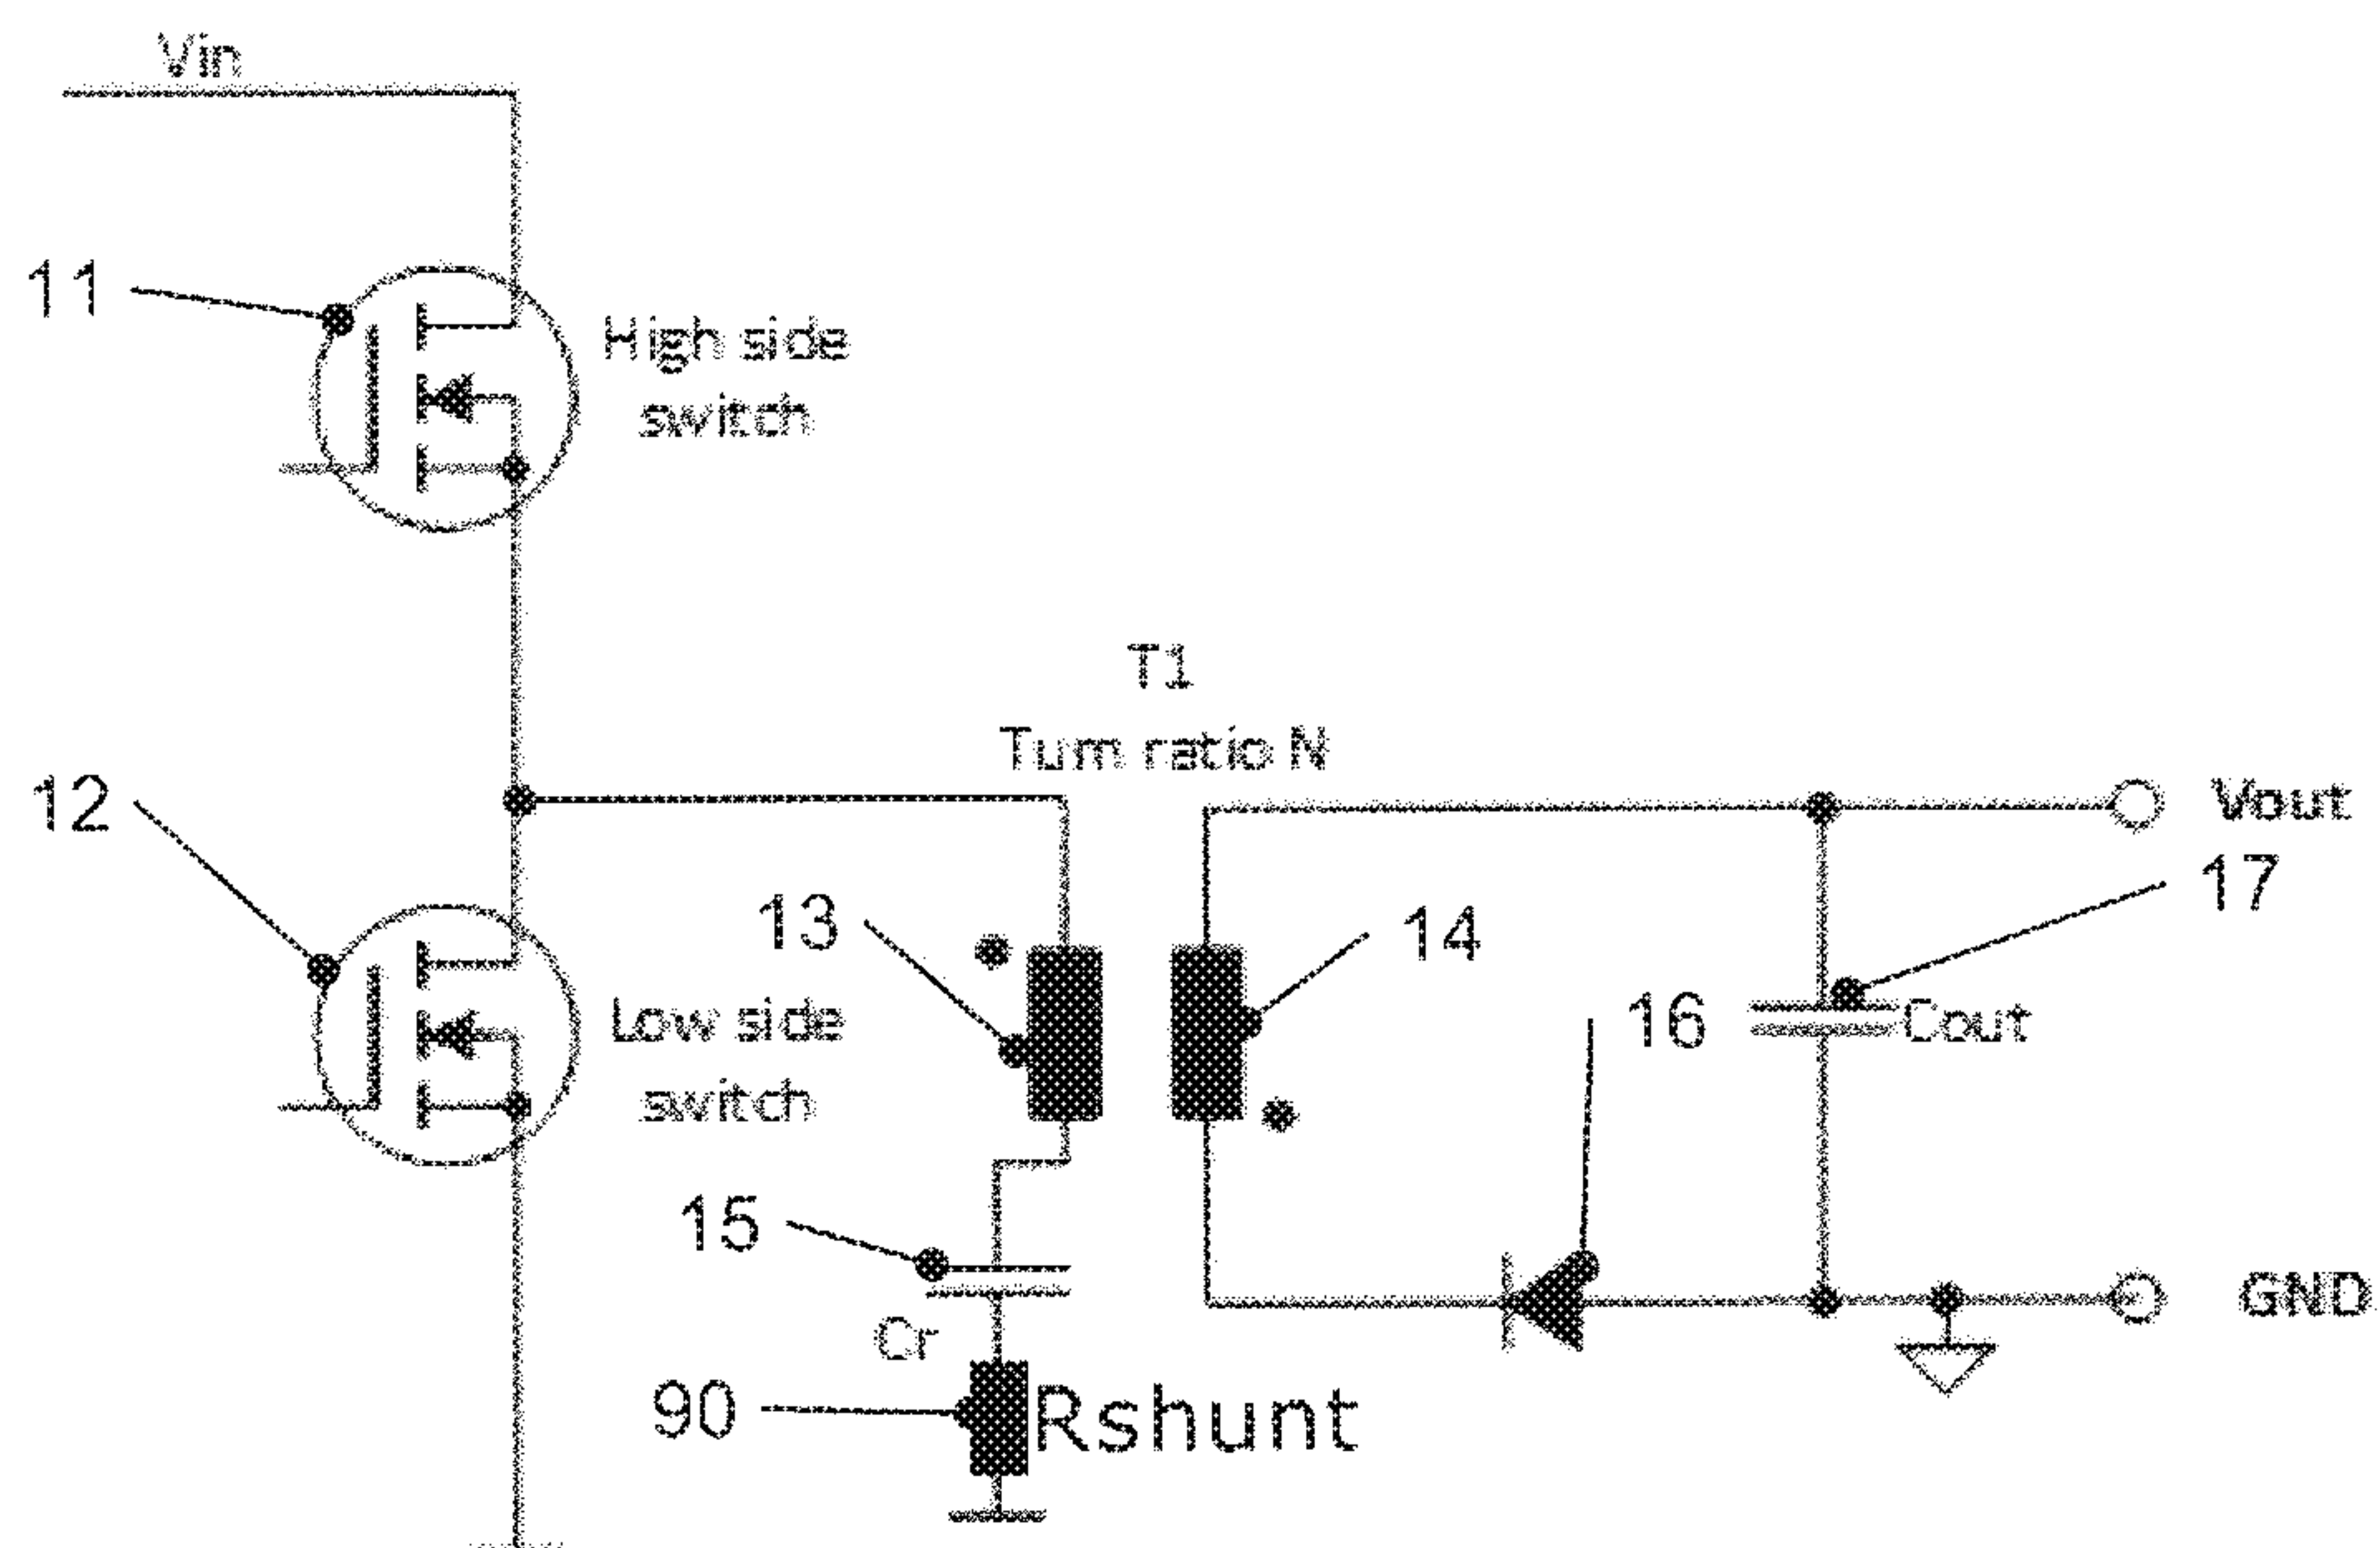 Vin
11
High side
switch
T1
Turn ratio N
12
Vout
17
13
14
16
Low side
switch
Cout
15
Cr
GND
90
Rshunt